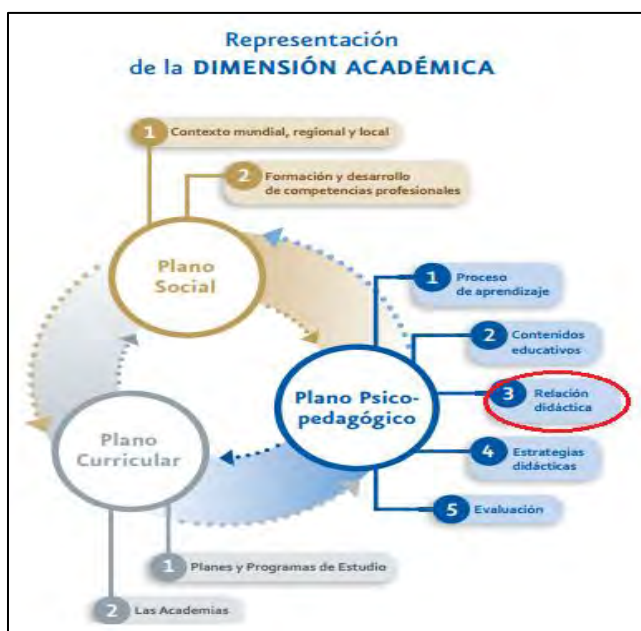 Representación
de la DIMENSIÓN ACADÉMICA
1 Contexto mundial, regional y local
2 Formación y desarrollo
de competencias profesionales
Plano
Social
1 Proceso
de aprendizaje
2 Contenidos
educativos
Plano Psico-
pedagógico
3 Relación
didáctica
4 Estrategias
didácticas
5 Evaluación
Plano
Curricular
1 Planes y Programas de Estudio
2 Las Academias